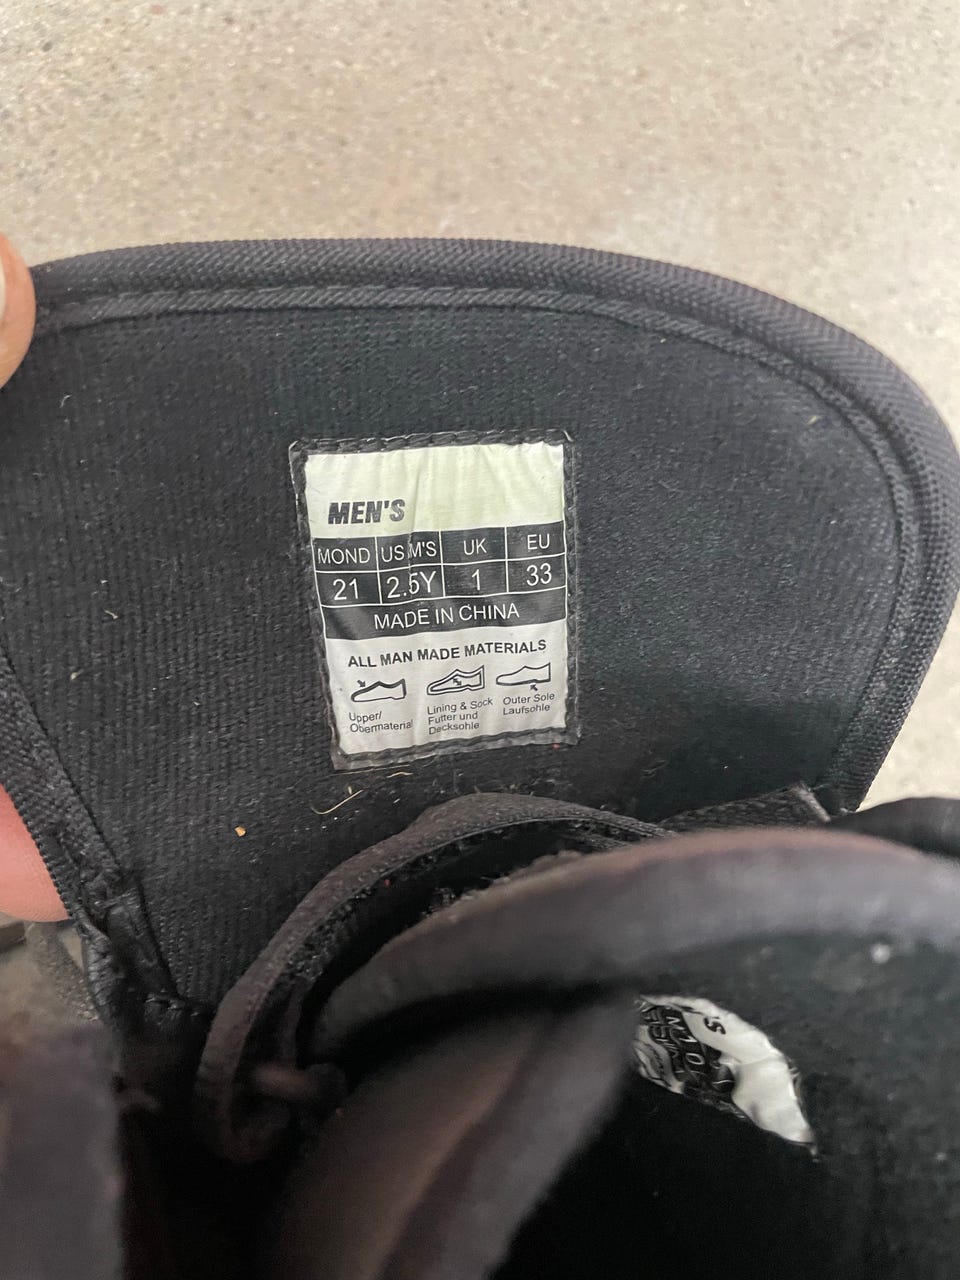 MEN'S
MOND US M'S UK EU
21 2.5Y 1 33
MADE IN CHINA
ALL MAN MADE MATERIALS
Upper/
Obermaterial
Lining & Sock
Futter und
Decksohle
Outer Sole
Laufsohle